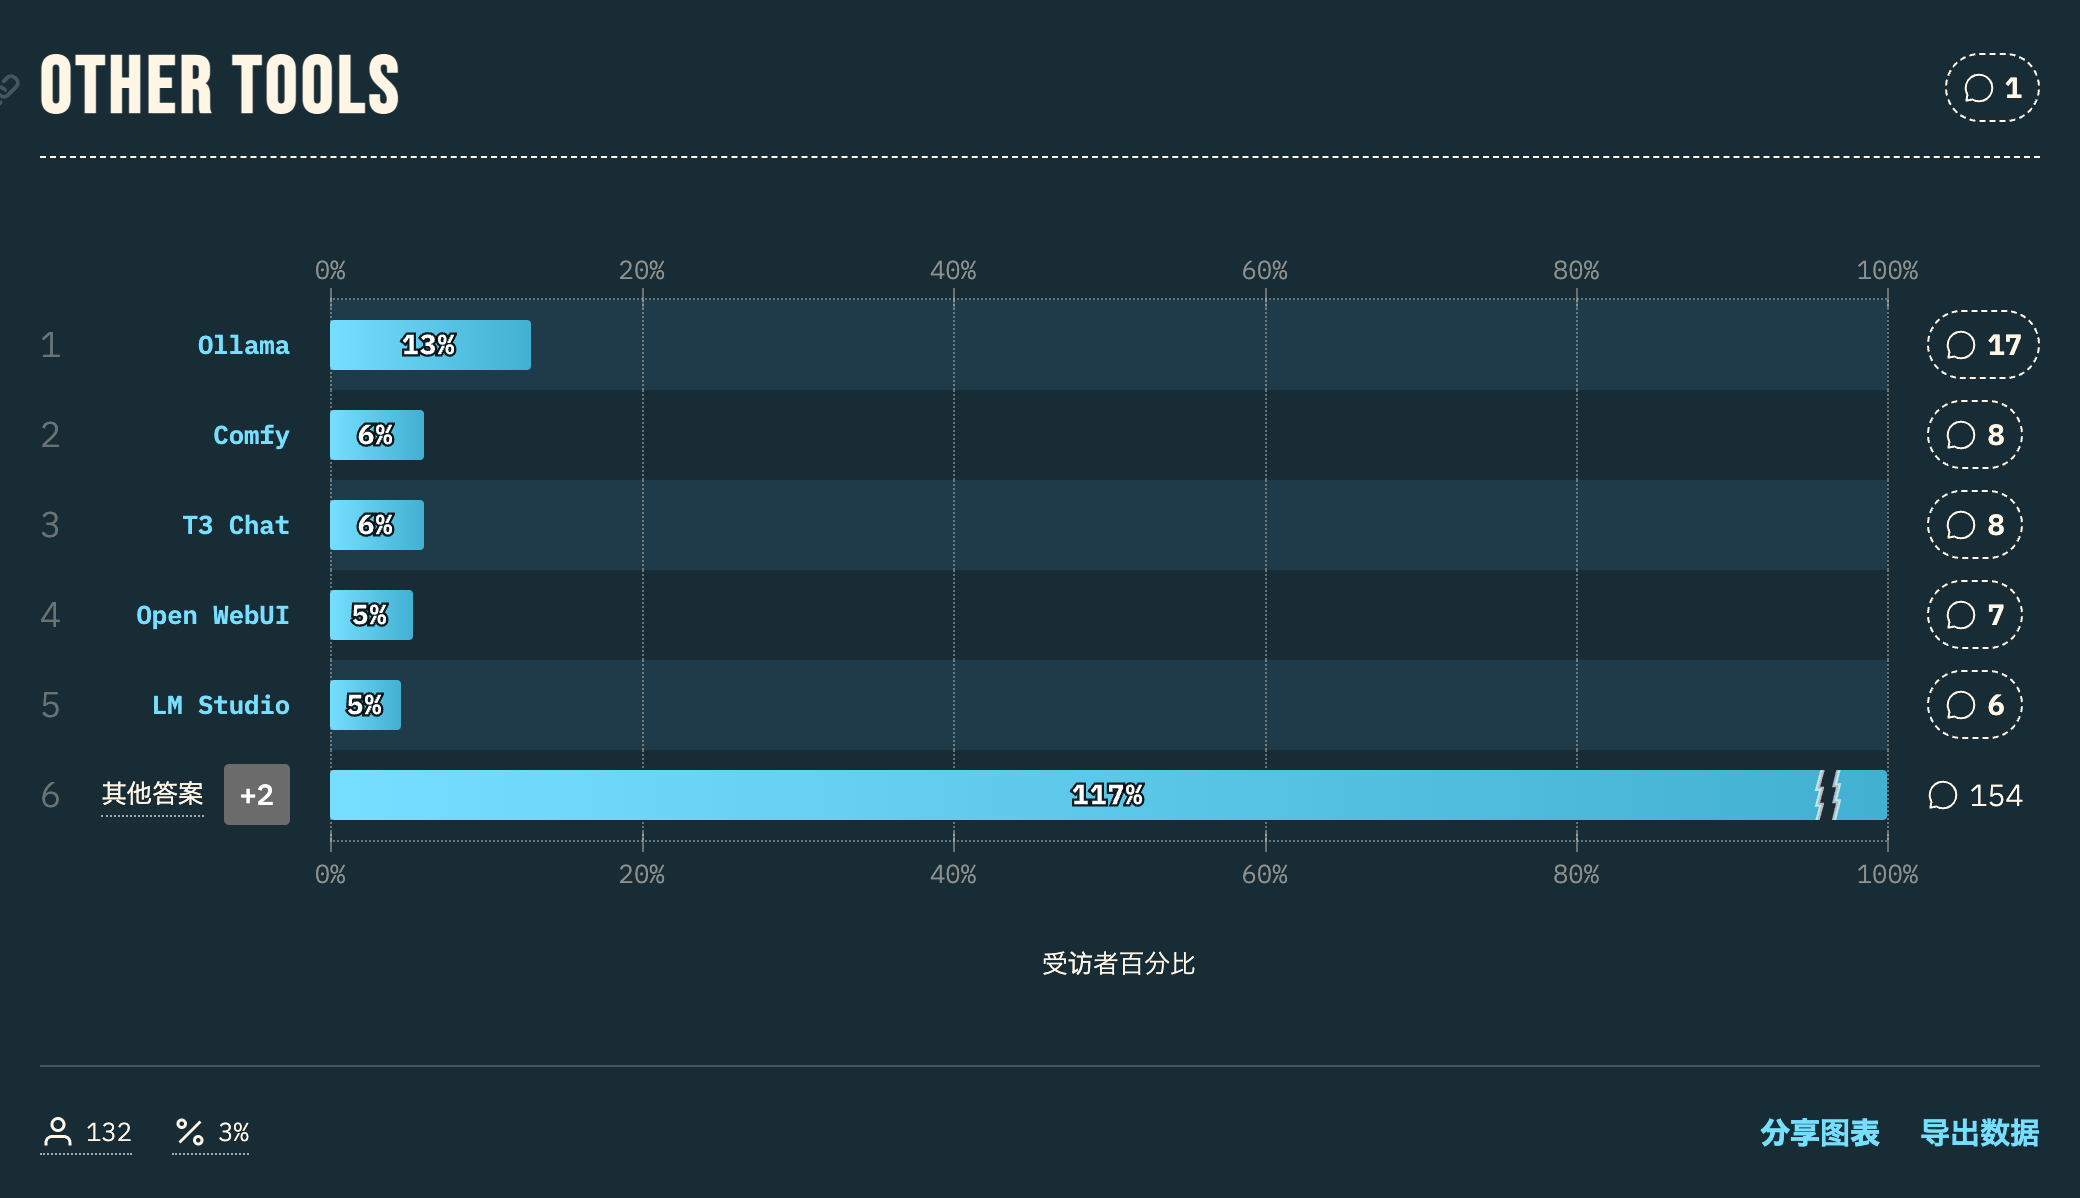 OTHER TOOLS
1
0% 20% 40% 60% 80% 100%
1 Ollama 13% 17
2 Comfy 6% 8
3 T3 Chat 6% 8
4 Open WebUI 5% 7
5 LM Studio 5% 6
6 其他答案 +2 117% 154
0% 20% 40% 60% 80% 100%
受访者百分比
132 3% 分享图表 导出数据